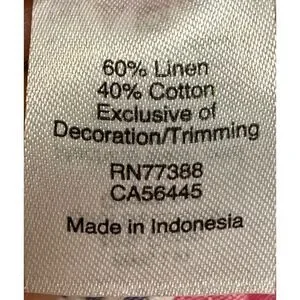 60% Linen
40% Cotton
Exclusive of
Decoration/Trimming
RN77388
CA56445
Made in Indonesia